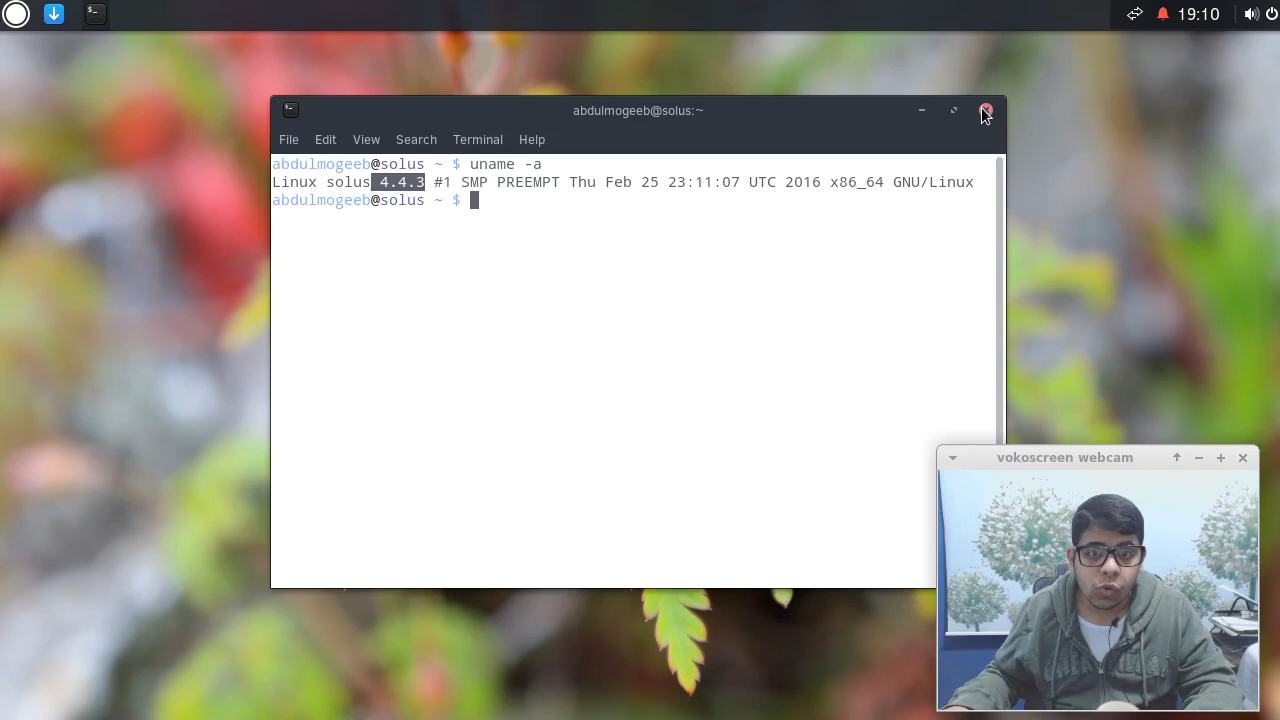 19:10
abdulmogeeb@solus:~
File Edit View Search Terminal Help
abdulmogeeb@solus ~ $ uname -a
Linux solus 4.4.3 #1 SMP PREEMPT Thu Feb 25 23:11:07 UTC 2016 x86_64 GNU/Linux
abdulmogeeb@solus ~ $
vokoscreen webcam